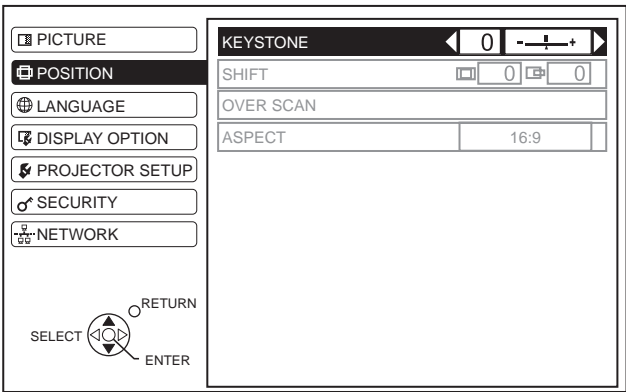 PICTURE
POSITION
LANGUAGE
DISPLAY OPTION
PROJECTOR SETUP
SECURITY
NETWORK
RETURN
SELECT
ENTER
KEYSTONE 0 - +
SHIFT 0 0
OVER SCAN
ASPECT 16:9